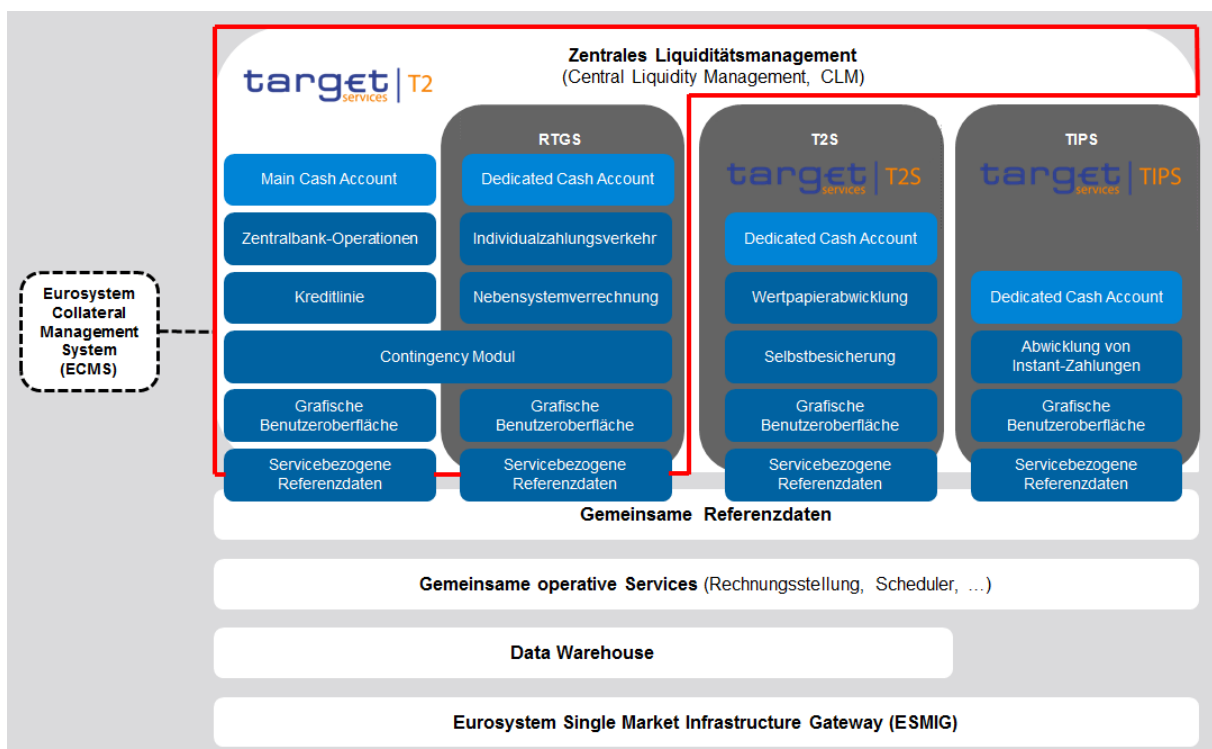 Zentrales Liquiditätsmanagement
(Central Liquidity Management, CLM)
target services | T2
RTGS
T2S
TIPS
target services | T2S
target services | TIPS
Main Cash Account
Dedicated Cash Account
Zentralbank-Operationen
Individualzahlungsverkehr
Dedicated Cash Account
Eurosystem
Collateral
Management
System
(ECMS)
Kreditlinie
Nebensystemverrechnung
Wertpapierabwicklung
Dedicated Cash Account
Contingency Modul
Selbstbesicherung
Abwicklung von
Instant-Zahlungen
Grafische
Benutzeroberfläche
Grafische
Benutzeroberfläche
Grafische
Benutzeroberfläche
Grafische
Benutzeroberfläche
Servicebezogene
Referenzdaten
Servicebezogene
Referenzdaten
Servicebezogene
Referenzdaten
Servicebezogene
Referenzdaten
Gemeinsame Referenzdaten
Gemeinsame operative Services (Rechnungsstellung, Scheduler, …)
Data Warehouse
Eurosystem Single Market Infrastructure Gateway (ESMIG)